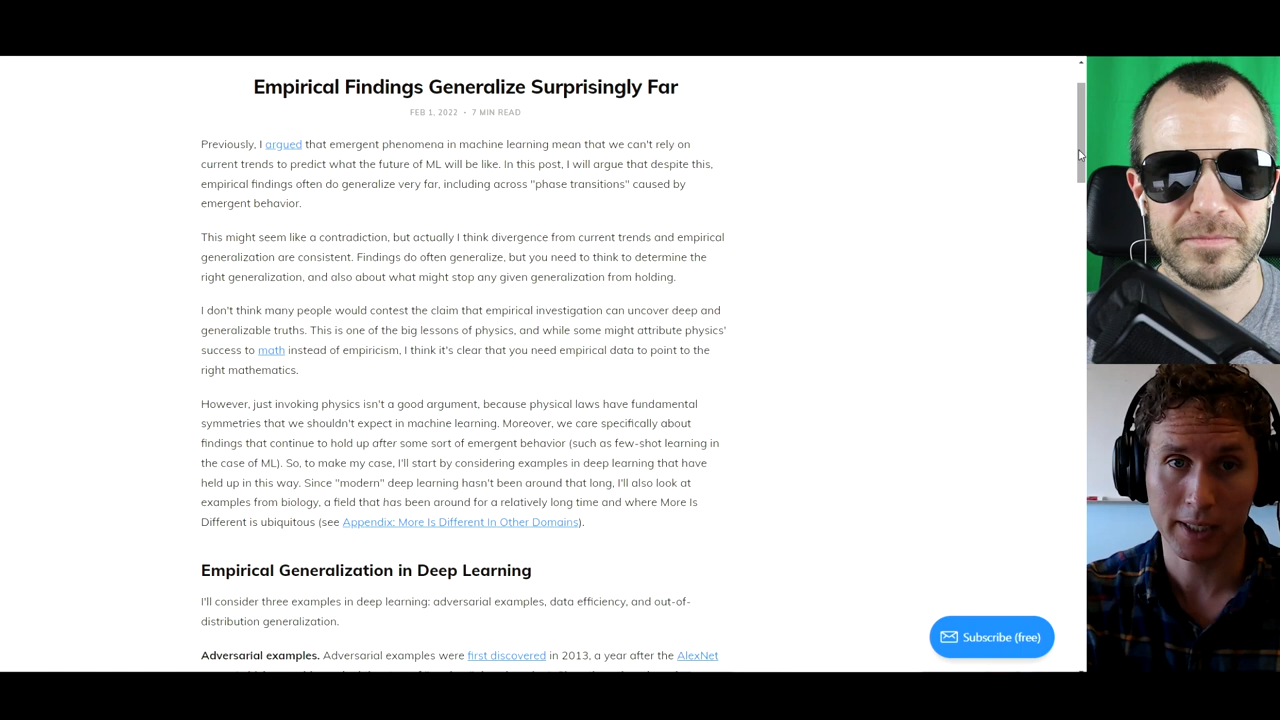 Empirical Findings Generalize Surprisingly Far
FEB 1, 2022 • 7 MIN READ
Previously, I argued that emergent phenomena in machine learning mean that we can't rely on
current trends to predict what the future of ML will be like. In this post, I will argue that despite this,
empirical findings often do generalize very far, including across "phase transitions" caused by
emergent behavior.
This might seem like a contradiction, but actually I think divergence from current trends and empirical
generalization are consistent. Findings do often generalize, but you need to think to determine the
right generalization, and also about what might stop any given generalization from holding.
I don't think many people would contest the claim that empirical investigation can uncover deep and
generalizable truths. This is one of the big lessons of physics, and while some might attribute physics'
success to math instead of empiricism, I think it's clear that you need empirical data to point to the
right mathematics.
However, just invoking physics isn't a good argument, because physical laws have fundamental
symmetries that we shouldn't expect in machine learning. Moreover, we care specifically about
findings that continue to hold up after some sort of emergent behavior (such as few-shot learning in
the case of ML). So, to make my case, I'll start by considering examples in deep learning that have
held up in this way. Since "modern" deep learning hasn't been around that long, I'll also look at
examples from biology, a field that has been around for a relatively long time and where More Is
Different is ubiquitous (see Appendix: More Is Different In Other Domains).
Empirical Generalization in Deep Learning
I'll consider three examples in deep learning: adversarial examples, data efficiency, and out-of-
distribution generalization.
Subscribe (free)
Adversarial examples. Adversarial examples were first discovered in 2013, a year after the AlexNet